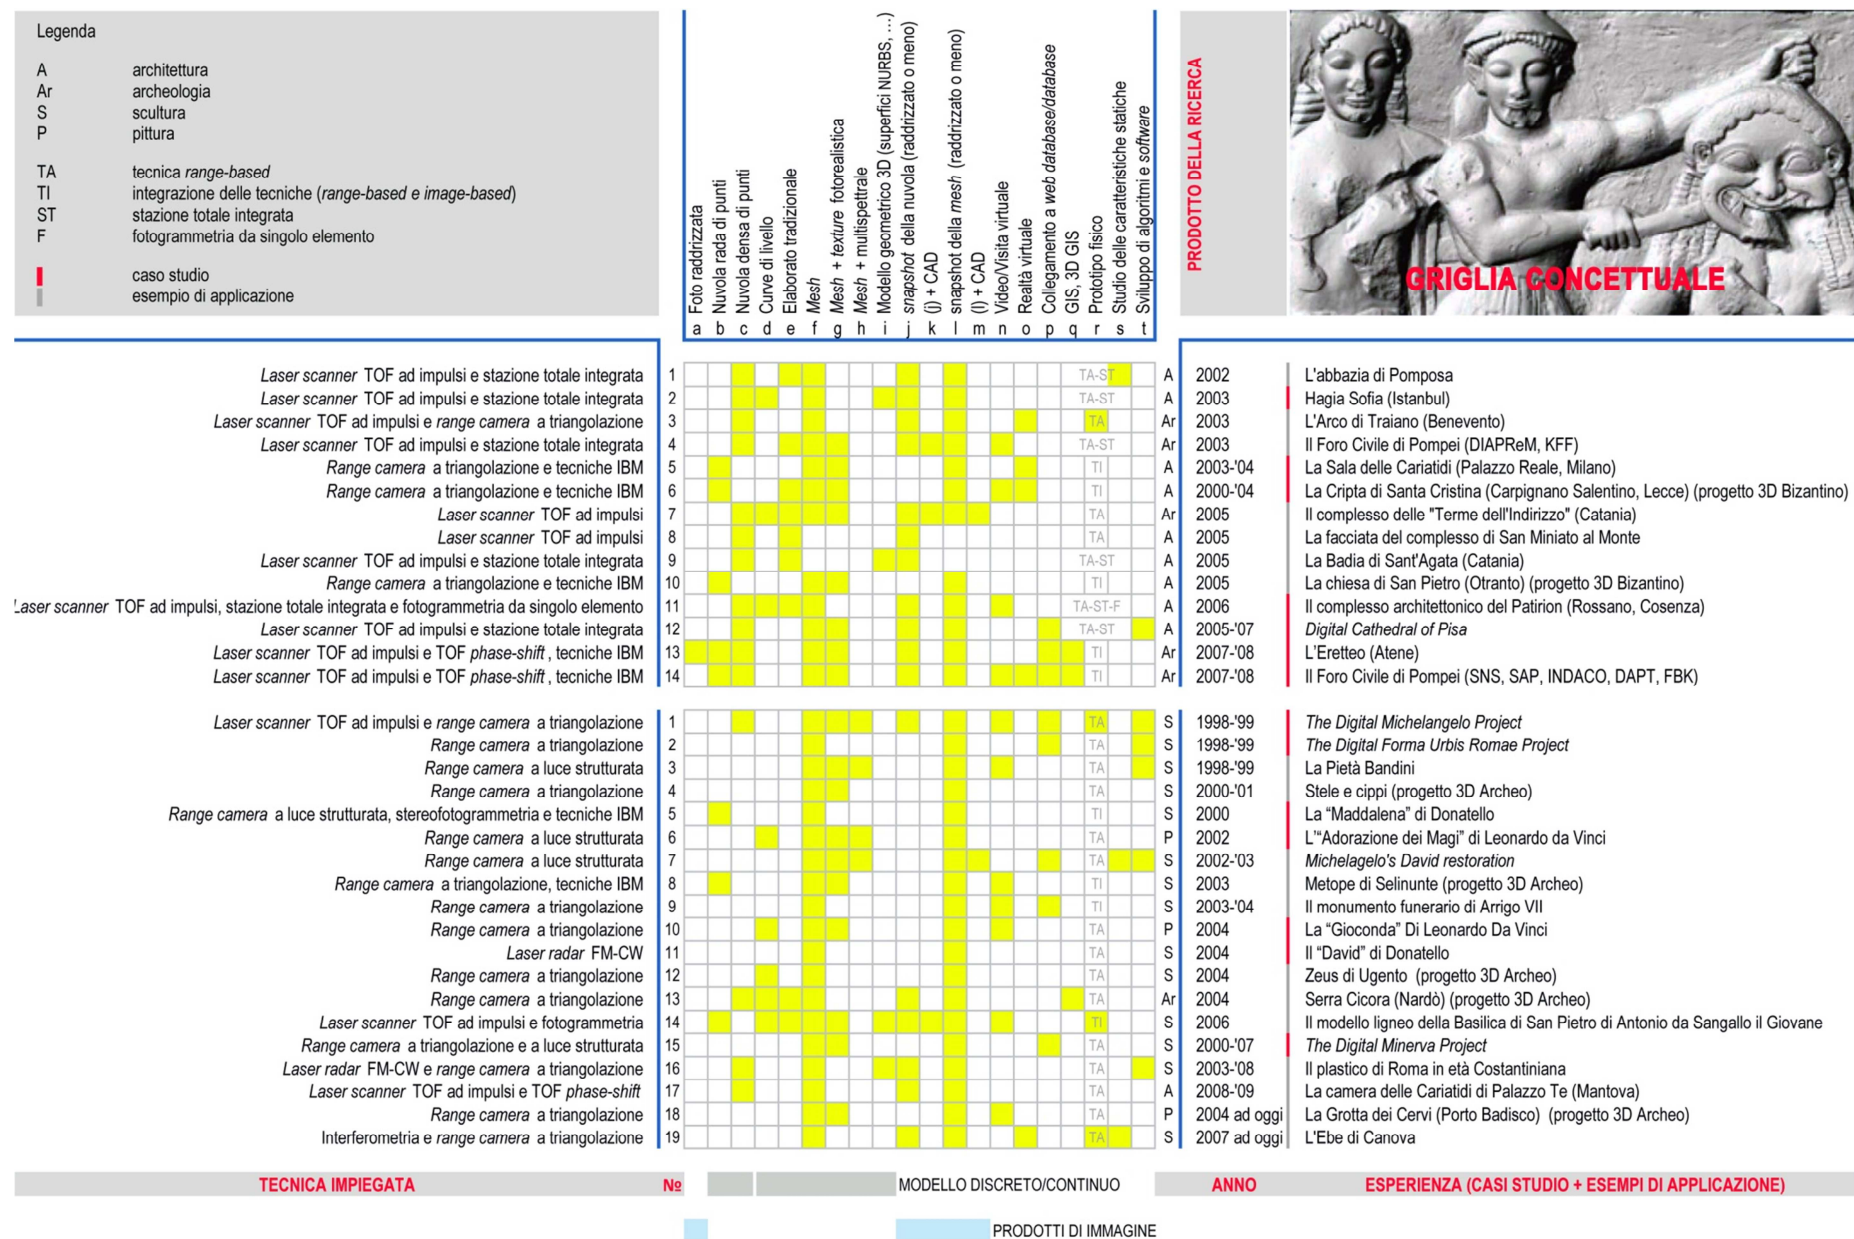 Legenda
A architettura
Ar archeologia
S scultura
P pittura
TA tecnica range-based
TI integrazione delle tecniche (range-based e image-based)
ST stazione totale integrata
F fotogrammetria da singolo elemento
caso studio
esempio di applicazione
Foto raddrizzata a
Nuvola rada di punti b
Nuvola densa di punti c
Curve di livello d
Elaborato tradizionale e
Mesh f
Mesh + texture fotorealistica g
Mesh + multispettrale h
Modello geometrico 3D (superfici NURBS, …) i
snapshot della nuvola (raddrizzato o meno) j
(j) + CAD k
snapshot della mesh (raddrizzato o meno) l
(l) + CAD m
Video/Visita virtuale n
Realtà virtuale o
Collegamento a web database/database p
GIS, 3D GIS q
Prototipo fisico r
Studio delle caratteristiche statiche s
Sviluppo di algoritmi e software t
PRODOTTO DELLA RICERCA
GRIGLIA CONCETTUALE
Laser scanner TOF ad impulsi e stazione totale integrata 1 TA-ST A 2002 L'abbazia di Pomposa
Laser scanner TOF ad impulsi e stazione totale integrata 2 TA-ST A 2003 Hagia Sofia (Istanbul)
Laser scanner TOF ad impulsi e range camera a triangolazione 3 TA Ar 2003 L'Arco di Traiano (Benevento)
Laser scanner TOF ad impulsi e stazione totale integrata 4 TA-ST Ar 2003 Il Foro Civile di Pompei (DIAPReM, KFF)
Range camera a triangolazione e tecniche IBM 5 TI A 2003-'04 La Sala delle Cariatidi (Palazzo Reale, Milano)
Range camera a triangolazione e tecniche IBM 6 TI A 2000-'04 La Cripta di Santa Cristina (Carpignano Salentino, Lecce) (progetto 3D Bizantino)
Laser scanner TOF ad impulsi 7 TA Ar 2005 Il complesso delle "Terme dell'Indirizzo" (Catania)
Laser scanner TOF ad impulsi 8 TA A 2005 La facciata del complesso di San Miniato al Monte
Laser scanner TOF ad impulsi e stazione totale integrata 9 TA-ST A 2005 La Badia di Sant'Agata (Catania)
Range camera a triangolazione e tecniche IBM 10 TI A 2005 La chiesa di San Pietro (Otranto) (progetto 3D Bizantino)
Laser scanner TOF ad impulsi, stazione totale integrata e fotogrammetria da singolo elemento 11 TA-ST-F A 2006 Il complesso architettonico del Patirion (Rossano, Cosenza)
Laser scanner TOF ad impulsi e stazione totale integrata 12 TA-ST A 2005-'07 Digital Cathedral of Pisa
Laser scanner TOF ad impulsi e TOF phase-shift, tecniche IBM 13 TI Ar 2007-'08 L'Eretteo (Atene)
Laser scanner TOF ad impulsi e TOF phase-shift, tecniche IBM 14 TI Ar 2007-'08 Il Foro Civile di Pompei (SNS, SAP, INDACO, DAPT, FBK)
Laser scanner TOF ad impulsi e range camera a triangolazione 1 TA S 1998-'99 The Digital Michelangelo Project
Range camera a triangolazione 2 TA S 1998-'99 The Digital Forma Urbis Romae Project
Range camera a luce strutturata 3 TA S 1998-'99 La Pietà Bandini
Range camera a triangolazione 4 TA S 2000-'01 Stele e cippi (progetto 3D Archeo)
Range camera a luce strutturata, stereofotogrammetria e tecniche IBM 5 TI S 2000 La “Maddalena” di Donatello
Range camera a luce strutturata 6 TA P 2002 L'“Adorazione dei Magi” di Leonardo da Vinci
Range camera a luce strutturata 7 TA S 2002-'03 Michelagelo's David restoration
Range camera a triangolazione, tecniche IBM 8 TI S 2003 Metope di Selinunte (progetto 3D Archeo)
Range camera a triangolazione 9 TI S 2003-'04 Il monumento funerario di Arrigo VII
Range camera a triangolazione 10 TA P 2004 La “Gioconda” Di Leonardo Da Vinci
Laser radar FM-CW 11 TA S 2004 Il “David” di Donatello
Range camera a triangolazione 12 TA S 2004 Zeus di Ugento (progetto 3D Archeo)
Range camera a triangolazione 13 TA Ar 2004 Serra Cicora (Nardò) (progetto 3D Archeo)
Laser scanner TOF ad impulsi e fotogrammetria 14 TI S 2006 Il modello ligneo della Basilica di San Pietro di Antonio da Sangallo il Giovane
Range camera a triangolazione e a luce strutturata 15 TA S 2000-'07 The Digital Minerva Project
Laser radar FM-CW e range camera a triangolazione 16 TA S 2003-'08 Il plastico di Roma in età Costantiniana
Laser scanner TOF ad impulsi e TOF phase-shift 17 TA A 2008-'09 La camera delle Cariatidi di Palazzo Te (Mantova)
Range camera a triangolazione 18 TA P 2004 ad oggi La Grotta dei Cervi (Porto Badisco) (progetto 3D Archeo)
Interferometria e range camera a triangolazione 19 TA S 2007 ad oggi L'Ebe di Canova
TECNICA IMPIEGATA № MODELLO DISCRETO/CONTINUO ANNO ESPERIENZA (CASI STUDIO + ESEMPI DI APPLICAZIONE)
PRODOTTI DI IMMAGINE